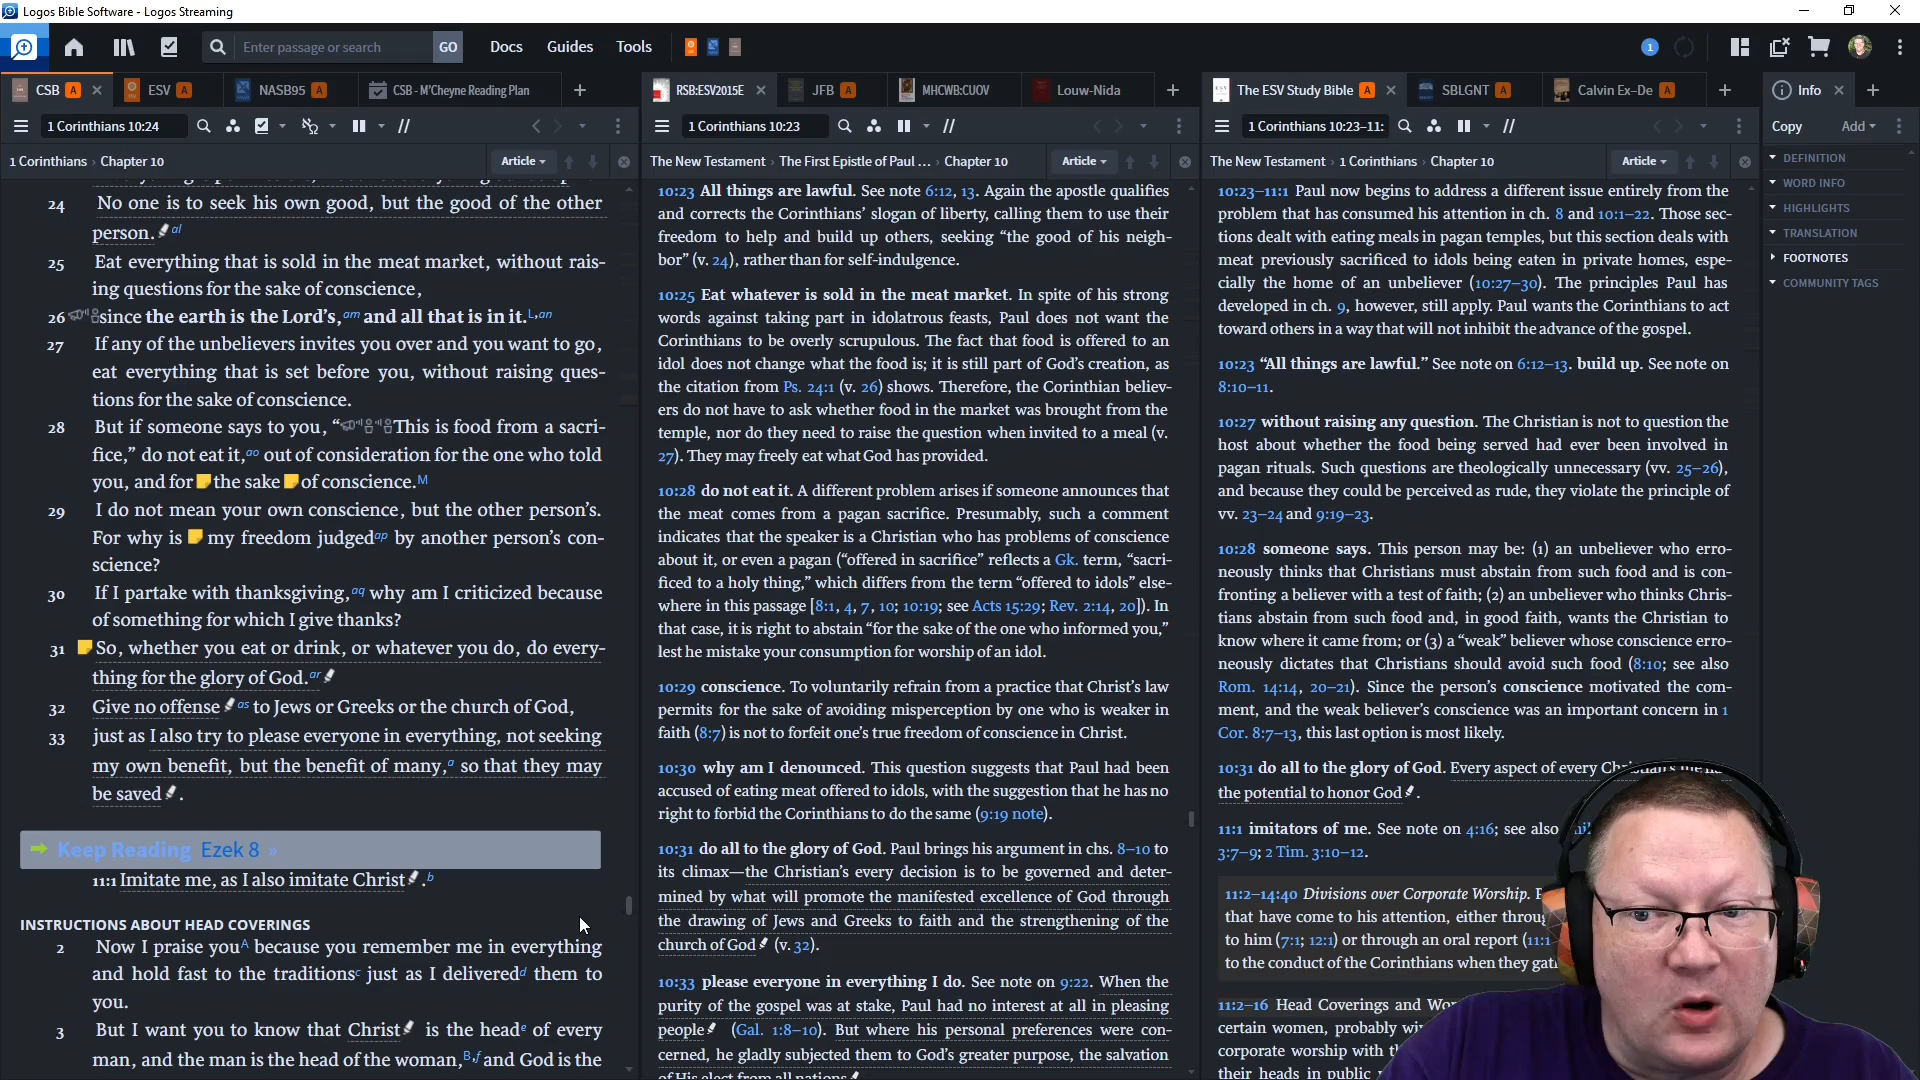 Logos Bible Software - Logos Streaming
Enter passage or search GO Docs Guides Tools 1
CSB A ESV A NASB95 A CSB - M'Cheyne Reading Plan
1 Corinthians 10:24
1 Corinthians › Chapter 10 Article
24 No one is to seek his own good, but the good of the other
person. al
25 Eat everything that is sold in the meat market, without rais-
ing questions for the sake of conscience,
26 since the earth is the Lord's, am and all that is in it. L, an
27 If any of the unbelievers invites you over and you want to go,
eat everything that is set before you, without raising ques-
tions for the sake of conscience.
28 But if someone says to you, “This is food from a sacri-
fice,” do not eat it, ao out of consideration for the one who told
you, and for the sake of conscience. M
29 I do not mean your own conscience, but the other person's.
For why is my freedom judged ap by another person's con-
science?
30 If I partake with thanksgiving, aq why am I criticized because
of something for which I give thanks?
31 So, whether you eat or drink, or whatever you do, do every-
thing for the glory of God. ar
32 Give no offense as to Jews or Greeks or the church of God,
33 just as I also try to please everyone in everything, not seeking
my own benefit, but the benefit of many, a so that they may
be saved .
Keep Reading Ezek 8 »
11:1 Imitate me, as I also imitate Christ . b
INSTRUCTIONS ABOUT HEAD COVERINGS
2 Now I praise you A because you remember me in everything
and hold fast to the traditions c just as I delivered d them to
you.
3 But I want you to know that Christ is the head e of every
man, and the man is the head of the woman, B, f and God is the
RSB:ESV2015E JFB A MHCWB:CUOV Louw-Nida
1 Corinthians 10:23
The New Testament › The First Epistle of Paul ... › Chapter 10 Article
10:23 All things are lawful. See note 6:12, 13. Again the apostle qualifies
and corrects the Corinthians' slogan of liberty, calling them to use their
freedom to help and build up others, seeking “the good of his neigh-
bor” (v. 24), rather than for self-indulgence.
10:25 Eat whatever is sold in the meat market. In spite of his strong
words against taking part in idolatrous feasts, Paul does not want the
Corinthians to be overly scrupulous. The fact that food is offered to an
idol does not change what the food is; it is still part of God's creation, as
the citation from Ps. 24:1 (v. 26) shows. Therefore, the Corinthian believ-
ers do not have to ask whether food in the market was brought from the
temple, nor do they need to raise the question when invited to a meal (v.
27). They may freely eat what God has provided.
10:28 do not eat it. A different problem arises if someone announces that
the meat comes from a pagan sacrifice. Presumably, such a comment
indicates that the speaker is a Christian who has problems of conscience
about it, or even a pagan (“offered in sacrifice” reflects a Gk. term, “sacri-
ficed to a holy thing,” which differs from the term “offered to idols” else-
where in this passage [8:1, 4, 7, 10; 10:19; see Acts 15:29; Rev. 2:14, 20]). In
that case, it is right to abstain “for the sake of the one who informed you,”
lest he mistake your consumption for worship of an idol.
10:29 conscience. To voluntarily refrain from a practice that Christ's law
permits for the sake of avoiding misperception by one who is weaker in
faith (8:7) is not to forfeit one's true freedom of conscience in Christ.
10:30 why am I denounced. This question suggests that Paul had been
accused of eating meat offered to idols, with the suggestion that he has no
right to forbid the Corinthians to do the same (9:19 note).
10:31 do all to the glory of God. Paul brings his argument in chs. 8–10 to
its climax—the Christian's every decision is to be governed and deter-
mined by what will promote the manifested excellence of God through
the drawing of Jews and Greeks to faith and the strengthening of the
church of God (v. 32).
10:33 please everyone in everything I do. See note on 9:22. When the
purity of the gospel was at stake, Paul had no interest at all in pleasing
people (Gal. 1:8–10). But where his personal preferences were con-
cerned, he gladly subjected them to God's greater purpose, the salvation
of His elect from all nations.
The ESV Study Bible A SBLGNT A Calvin Ex–De A
1 Corinthians 10:23–11:
The New Testament › 1 Corinthians › Chapter 10 Article
10:23–11:1 Paul now begins to address a different issue entirely from the
problem that has consumed his attention in ch. 8 and 10:1–22. Those sec-
tions dealt with eating meals in pagan temples, but this section deals with
meat previously sacrificed to idols being eaten in private homes, espe-
cially the home of an unbeliever (10:27–30). The principles Paul has
developed in ch. 9, however, still apply. Paul wants the Corinthians to act
toward others in a way that will not inhibit the advance of the gospel.
10:23 “All things are lawful.” See note on 6:12–13. build up. See note on
8:10–11.
10:27 without raising any question. The Christian is not to question the
host about whether the food being served had ever been involved in
pagan rituals. Such questions are theologically unnecessary (vv. 25–26),
and because they could be perceived as rude, they violate the principle of
vv. 23–24 and 9:19–23.
10:28 someone says. This person may be: (1) an unbeliever who erro-
neously thinks that Christians must abstain from such food and is con-
fronting a believer with a test of faith; (2) an unbeliever who thinks Chris-
tians abstain from such food and, in good faith, wants the Christian to
know where it came from; or (3) a “weak” believer whose conscience erro-
neously dictates that Christians should avoid such food (8:10; see also
Rom. 14:14, 20–21). Since the person's conscience motivated the com-
ment, and the weak believer's conscience was an important concern in 1
Cor. 8:7–13, this last option is most likely.
10:31 do all to the glory of God. Every aspect of every Christian's
the potential to honor God .
11:1 imitators of me. See note on 4:16; see also
3:7–9; 2 Tim. 3:10–12.
11:2–14:40 Divisions over Corporate Worship.
that have come to his attention, either
to him (7:1; 12:1) or through an oral report (11:1
to the conduct of the Corinthians when they
11:2–16 Head Coverings and
certain women, probably
corporate worship with
their heads in public
Info
Copy Add
DEFINITION
WORD INFO
HIGHLIGHTS
TRANSLATION
FOOTNOTES
COMMUNITY TAGS